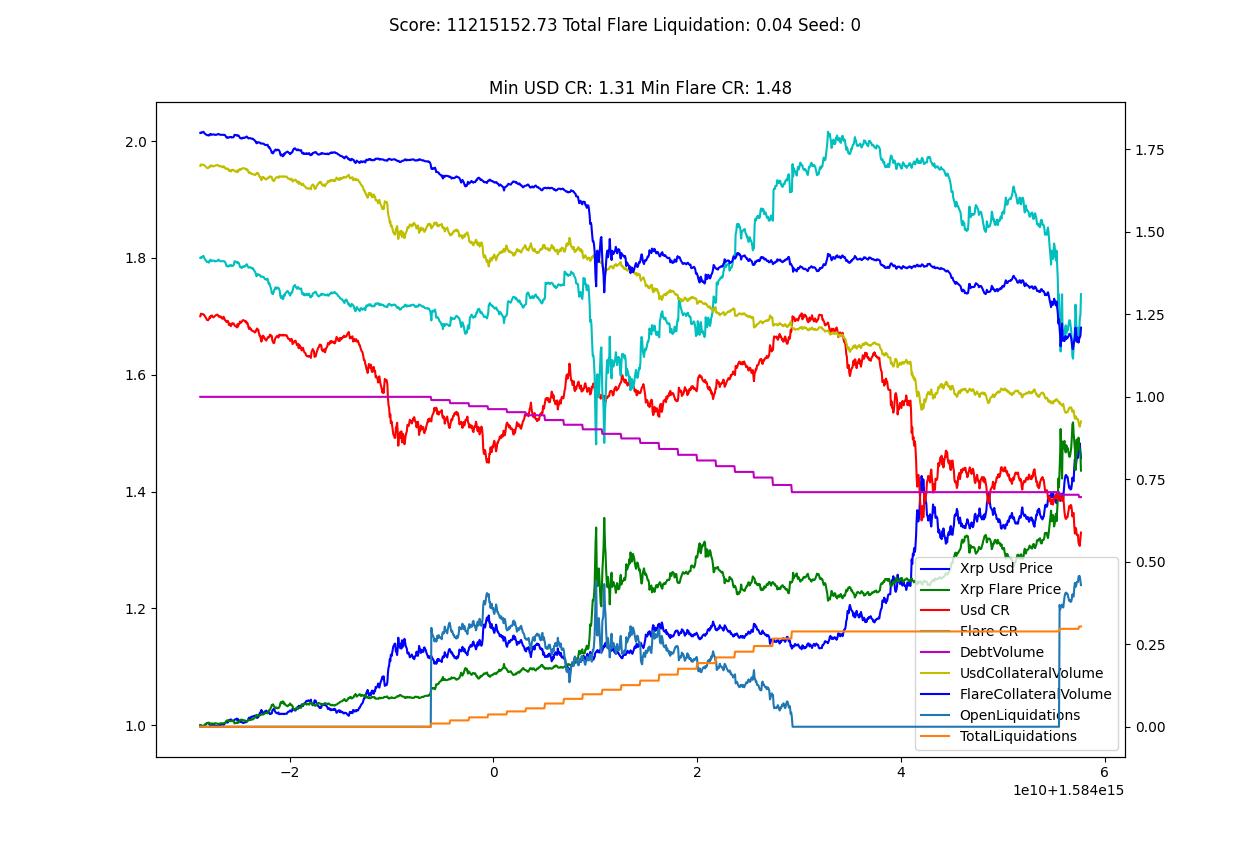 Score: 11215152.73 Total Flare Liquidation: 0.04 Seed: 0
Min USD CR: 1.31 Min Flare CR: 1.48
2.0
1.8
1.6
1.4
1.2
1.0
1.75
1.50
1.25
1.00
0.75
0.50
0.25
0.00
Xrp Usd Price
Xrp Flare Price
Usd CR
Flare CR
DebtVolume
UsdCollateralVolume
FlareCollateralVolume
OpenLiquidations
TotalLiquidations
−2 0 2 4 6
1e10+1.584e15